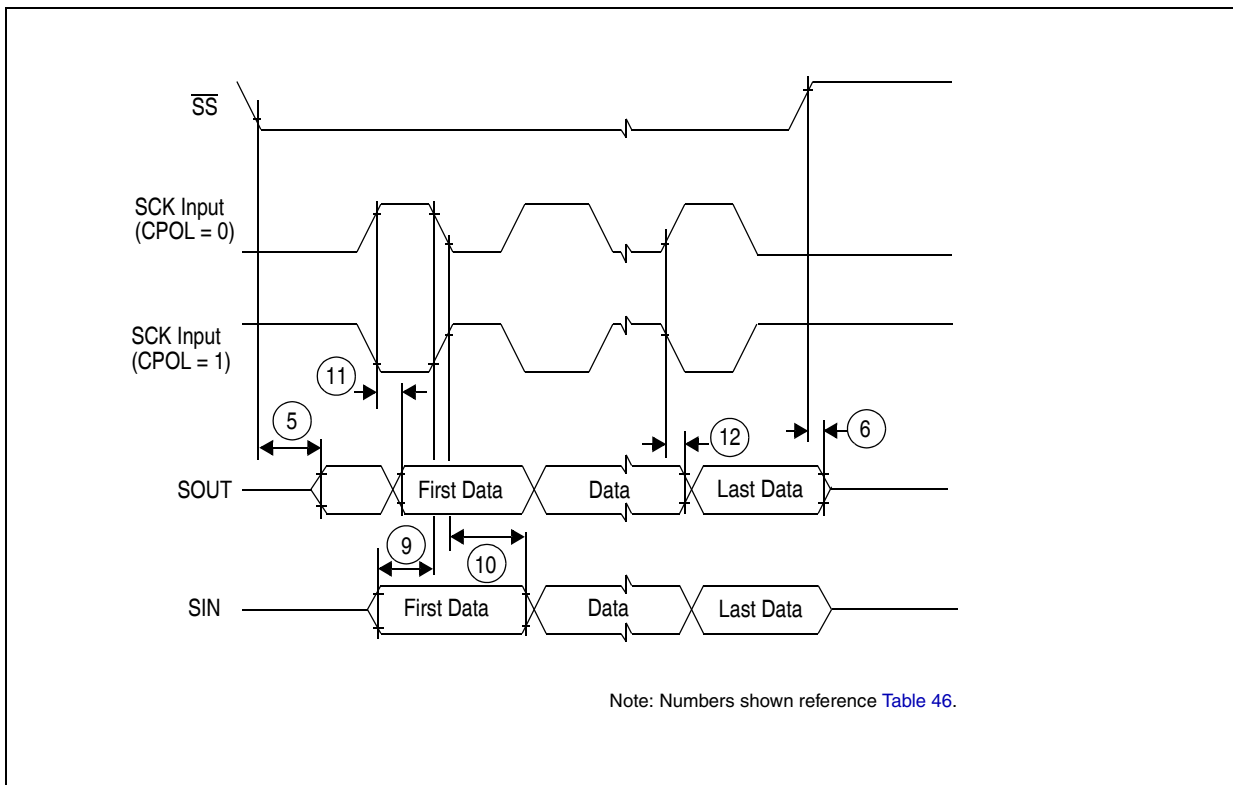 SS
SCK Input
(CPOL = 0)
SCK Input
(CPOL = 1)
11
5
12
6
SOUT
First Data
Data
Last Data
9
10
SIN
First Data
Data
Last Data
Note: Numbers shown reference Table 46.